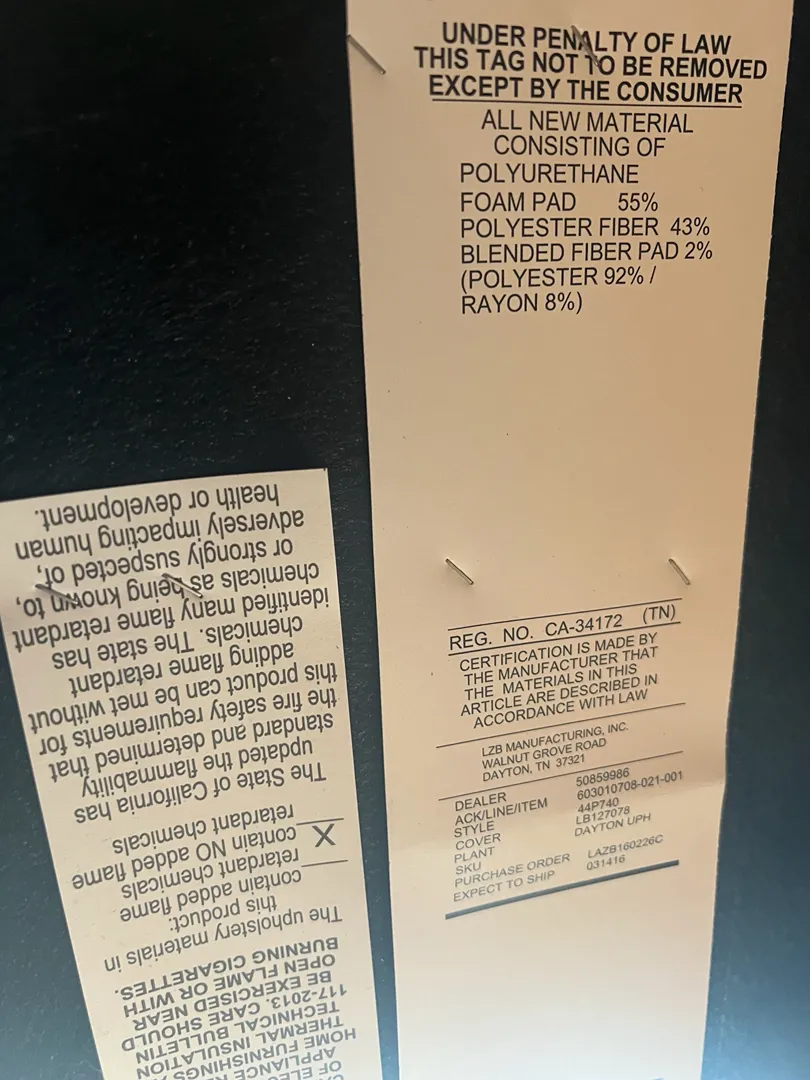 UNDER PENALTY OF LAW
THIS TAG NOT TO BE REMOVED
EXCEPT BY THE CONSUMER
ALL NEW MATERIAL
CONSISTING OF
POLYURETHANE
FOAM PAD 55%
POLYESTER FIBER 43%
BLENDED FIBER PAD 2%
(POLYESTER 92% /
RAYON 8%)
REG. NO. CA-34172 (TN)
CERTIFICATION IS MADE BY
THE MANUFACTURER THAT
THE MATERIALS IN THIS
ARTICLE ARE DESCRIBED IN
ACCORDANCE WITH LAW
LZB MANUFACTURING, INC.
WALNUT GROVE ROAD
DAYTON, TN 37321
DEALER 50859986
ACK/LINE/ITEM 603010708-021-001
STYLE 44P740
COVER LB127078
PLANT DAYTON UPH
SKU
PURCHASE ORDER LAZB160226C
EXPECT TO SHIP 031416
HOME FURNISHINGS
THERMAL INSULATION
TECHNICAL BULLETIN
117-2013. CARE SHOULD
BE EXERCISED NEAR
OPEN FLAME OR WITH
BURNING CIGARETTES.
The upholstery materials in
this product:
contain added flame
retardant chemicals
X contain NO added flame
retardant chemicals
The State of California has
updated the flammability
standard and determined that
the fire safety requirements for
this product can be met without
adding flame retardant
chemicals. The state has
identified many flame retardant
chemicals as being known to,
or strongly suspected of,
adversely impacting human
health or development.